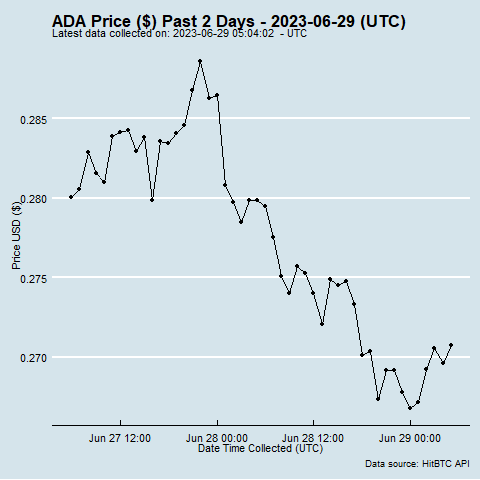 ADA Price ($) Past 2 Days - 2023-06-29 (UTC)
Latest data collected on: 2023-06-29 05:04:02 - UTC
0.285
0.280
0.275
0.270
Price USD ($)
Jun 27 12:00
Jun 28 00:00
Jun 28 12:00
Jun 29 00:00
Date Time Collected (UTC)
Data source: HitBTC API